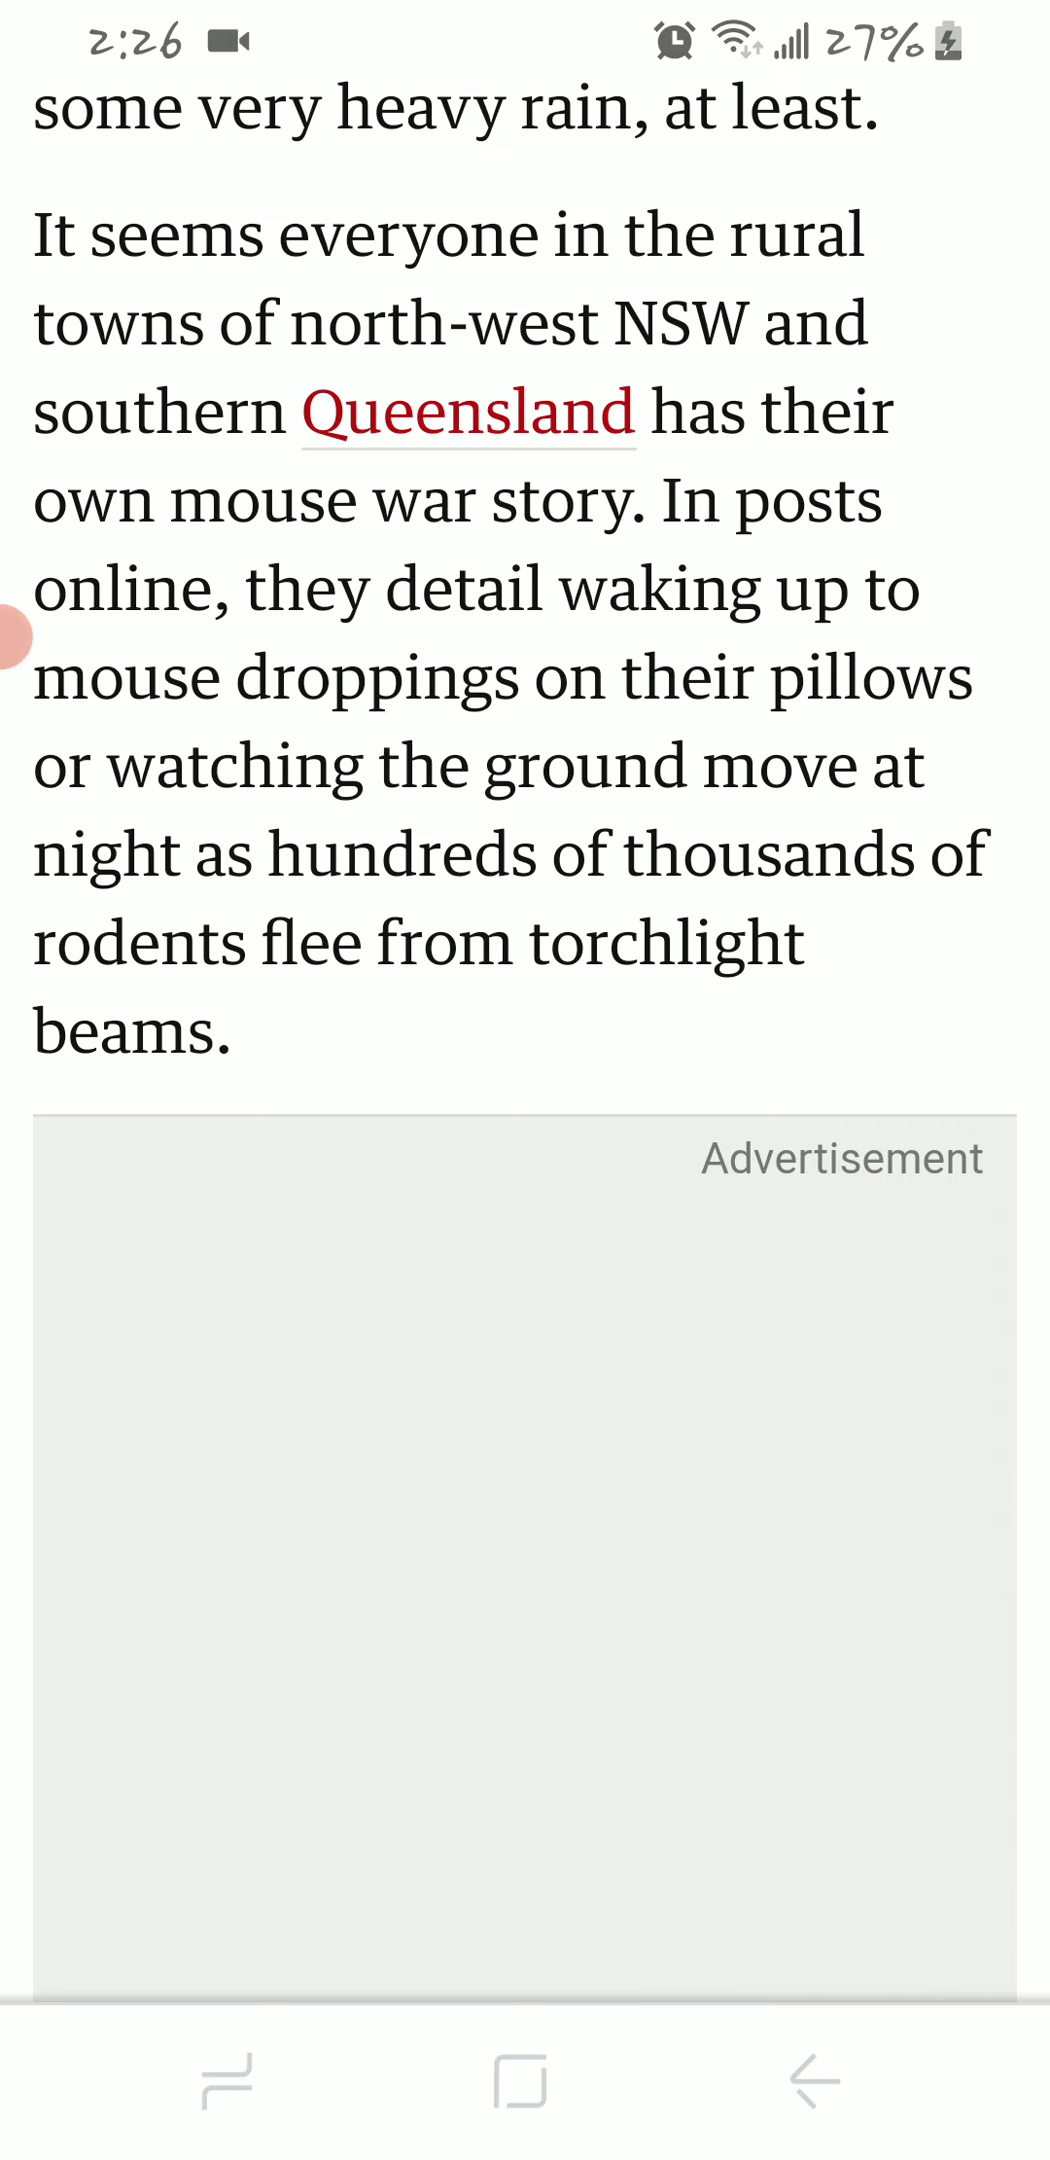 2:26 27%
some very heavy rain, at least.
It seems everyone in the rural
towns of north-west NSW and
southern Queensland has their
own mouse war story. In posts
online, they detail waking up to
mouse droppings on their pillows
or watching the ground move at
night as hundreds of thousands of
rodents flee from torchlight
beams.
Advertisement